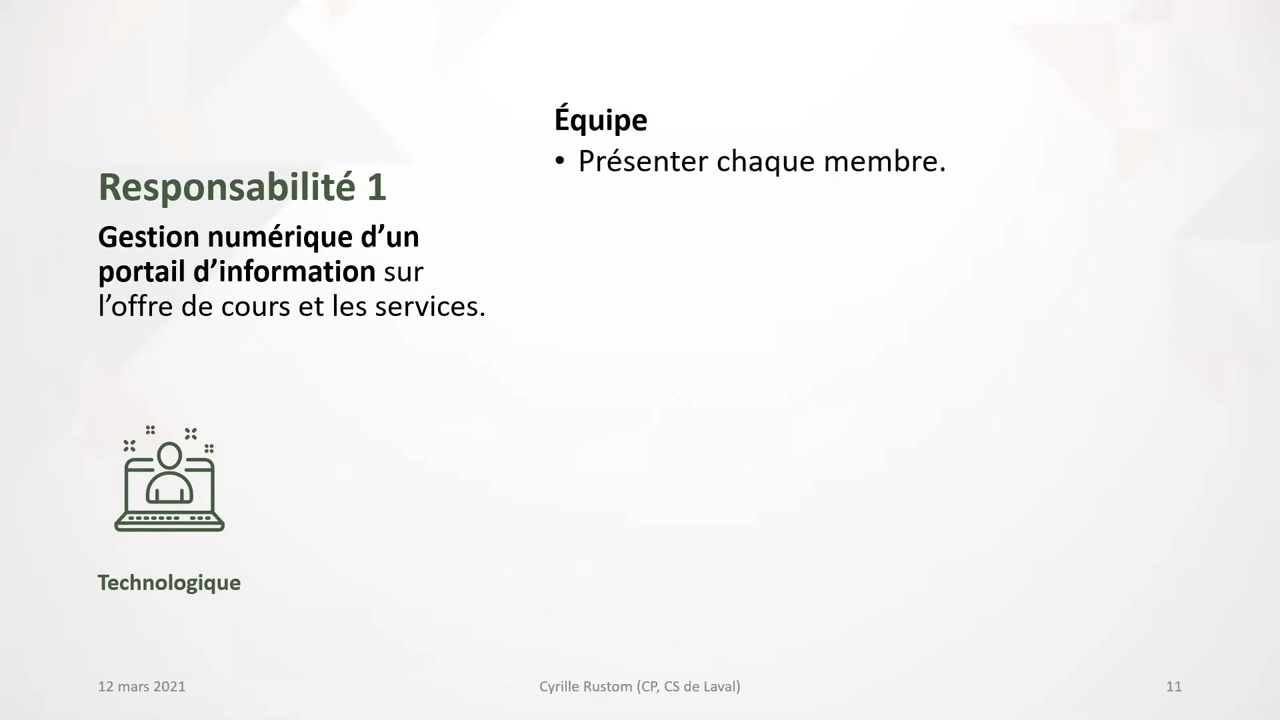 Responsabilité 1
Gestion numérique d’un
portail d’information sur
l’offre de cours et les services.
Technologique
Équipe
• Présenter chaque membre.
12 mars 2021
Cyrille Rustom (CP, CS de Laval)
11